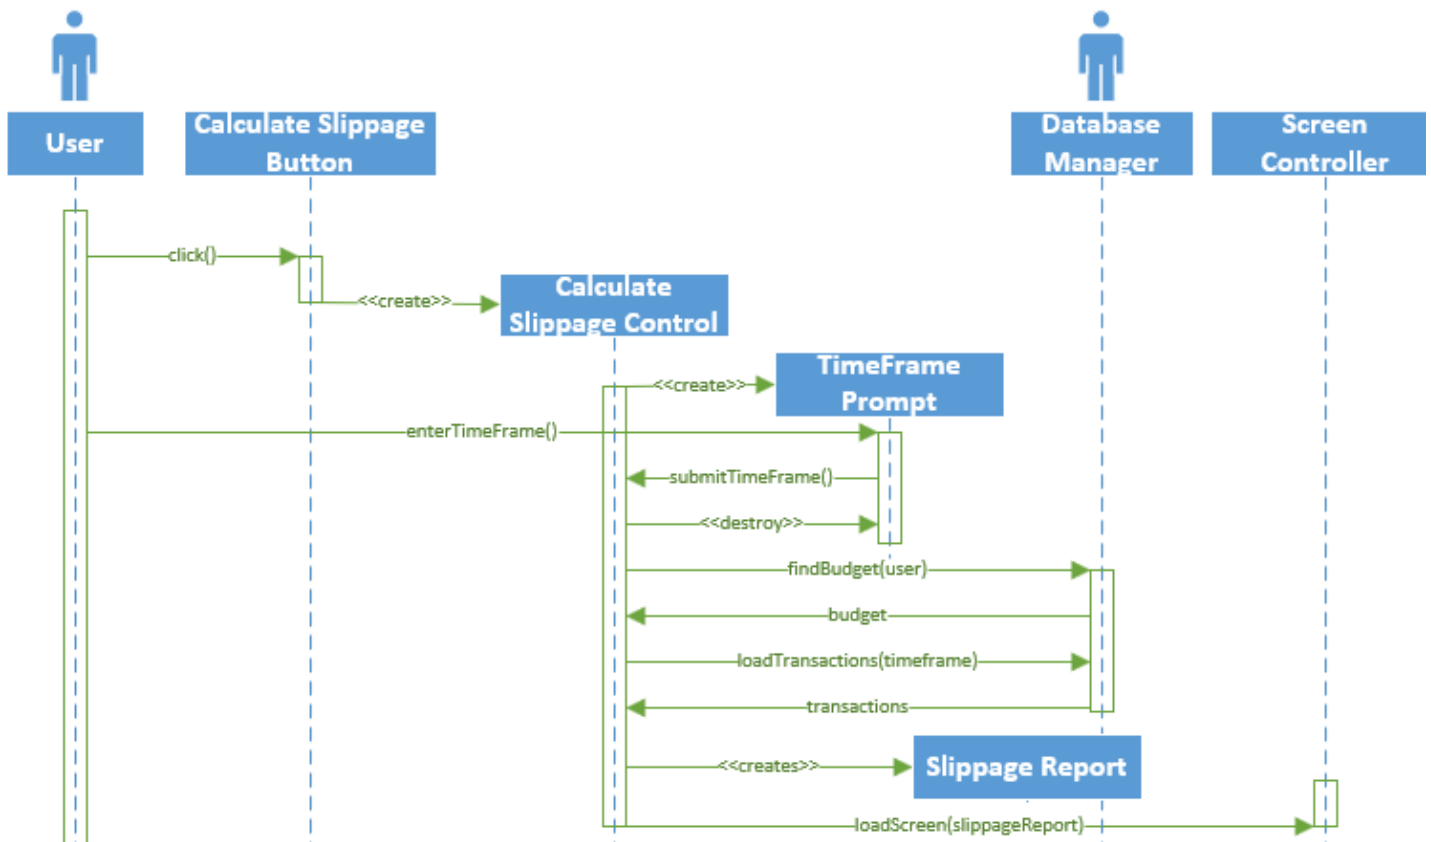 User
Calculate Slippage
Button
Database
Manager
Screen
Controller
click()
<<create>>
Calculate
Slippage Control
<<create>>
TimeFrame
Prompt
enterTimeFrame()
submitTimeFrame()
<<destroy>>
findBudget(user)
budget
loadTransactions(timeframe)
transactions
<<creates>>
Slippage Report
loadScreen(slippageReport)